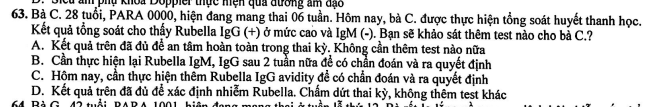 D. Siêu âm phụ khoa Doppler thực hiện qua đường âm đạo
63. Bà C. 28 tuổi, PARA 0000, hiện đang mang thai 06 tuần. Hôm nay, bà C. được thực hiện tổng soát huyết thanh học. Kết quả tổng soát cho thấy Rubella IgG (+) ở mức cao và IgM (-). Bạn sẽ khảo sát thêm test nào cho bà C.?
A. Kết quả trên đã đủ để an tâm hoàn toàn trong thai kỳ. Không cần thêm test nào nữa
B. Cần thực hiện lại Rubella IgM, IgG sau 2 tuần nữa để có chẩn đoán và ra quyết định
C. Hôm nay, cần thực hiện thêm Rubella IgG avidity để có chẩn đoán và ra quyết định
D. Kết quả trên đã đủ để xác định nhiễm Rubella. Chấm dứt thai kỳ, không thêm test khác
64. Bà G. 42 tuổi, PARA 1001, hiện đang mang thai ở tuần lễ thứ 12.